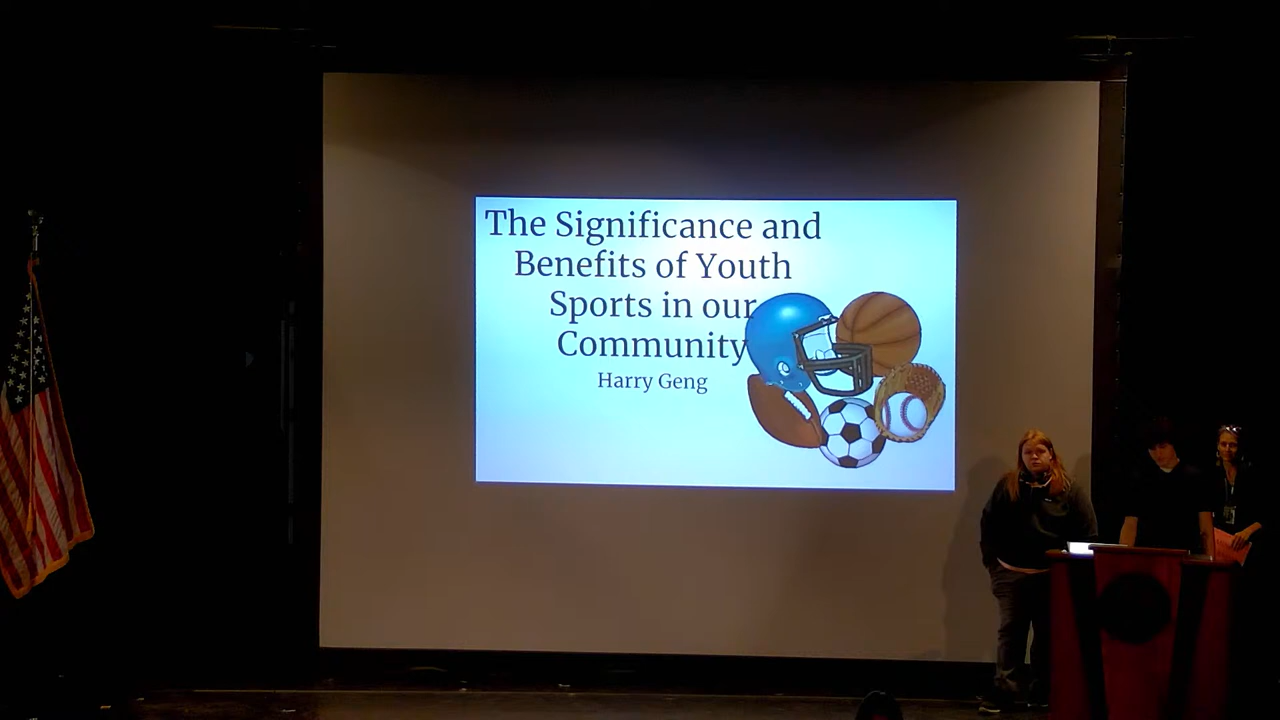 The Significance and
Benefits of Youth
Sports in our
Community
Harry Geng